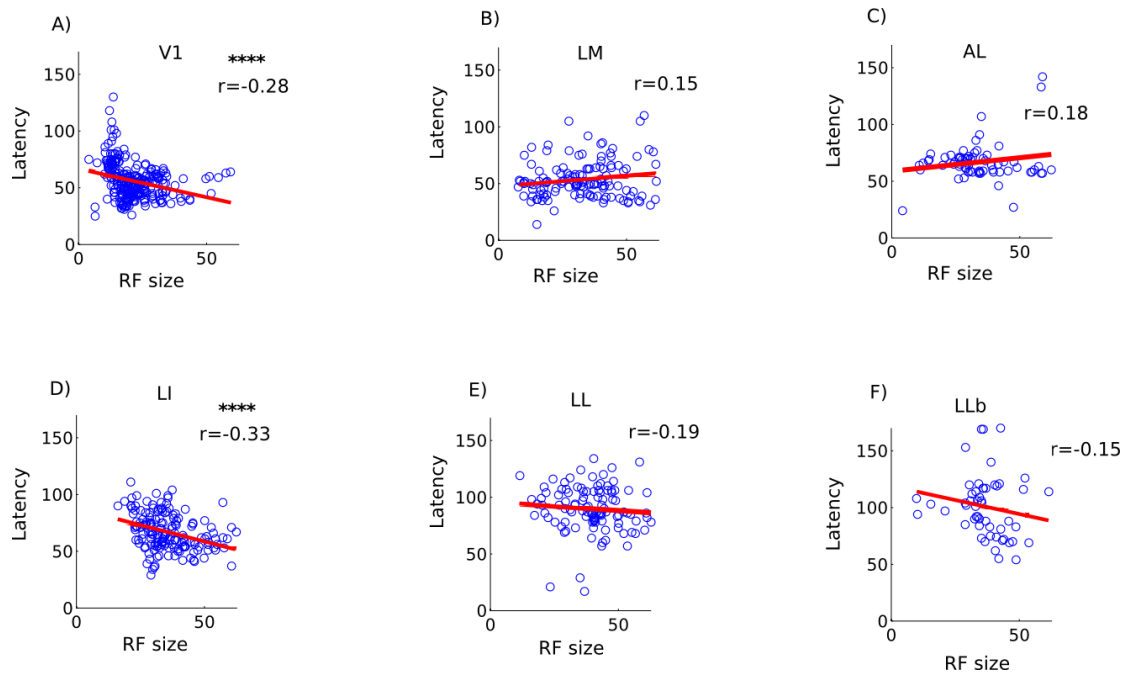 A)
V1
****
r=-0.28
150
100
50
0
Latency
0
50
RF size
B)
LM
r=0.15
150
100
50
0
Latency
0
50
RF size
C)
AL
r=0.18
150
100
50
0
Latency
0
50
RF size
D)
LI
****
r=-0.33
150
100
50
0
Latency
0
50
RF size
E)
LL
r=-0.19
150
100
50
0
Latency
0
50
RF size
F)
LLb
r=-0.15
150
100
50
0
Latency
0
50
RF size